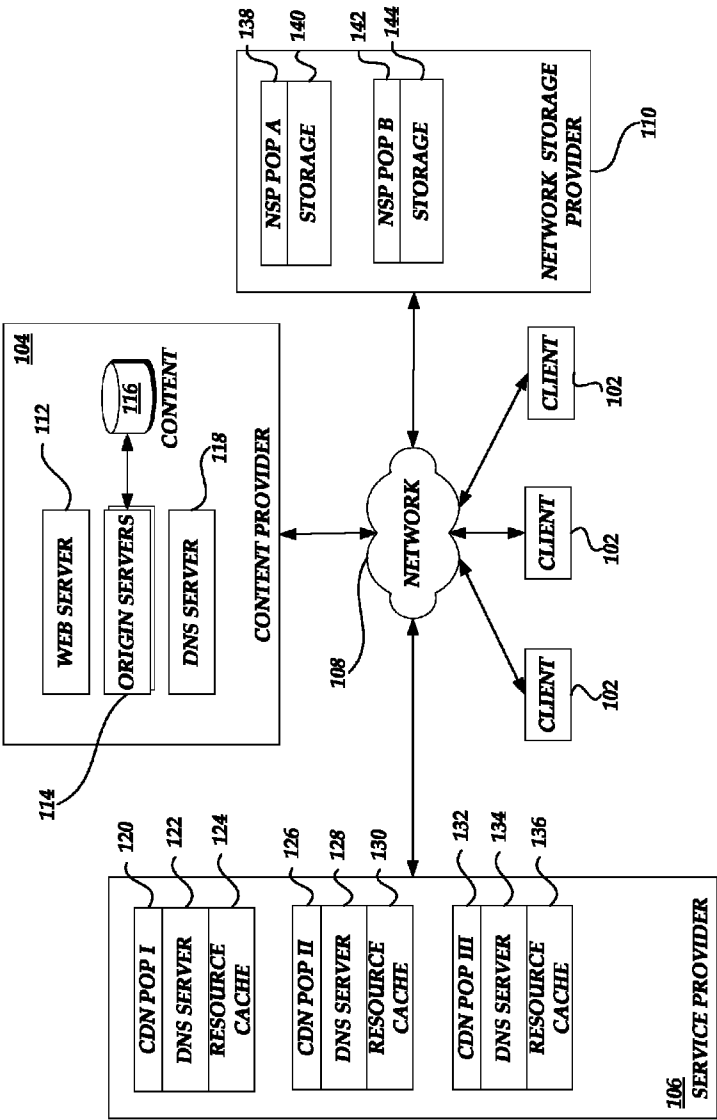 120
CDN POP I
122
DNS SERVER
124
RESOURCE
CACHE
126
CDN POP II
128
DNS SERVER
130
RESOURCE
CACHE
132
CDN POP III
134
DNS SERVER
136
RESOURCE
CACHE
106
SERVICE PROVIDER
104
112
WEB SERVER
114
ORIGIN SERVERS
116
CONTENT
118
DNS SERVER
CONTENT PROVIDER
108
NETWORK
CLIENT
102
CLIENT
102
CLIENT
102
138
NSP POP A
140
STORAGE
142
NSP POP B
144
STORAGE
NETWORK STORAGE
PROVIDER
110